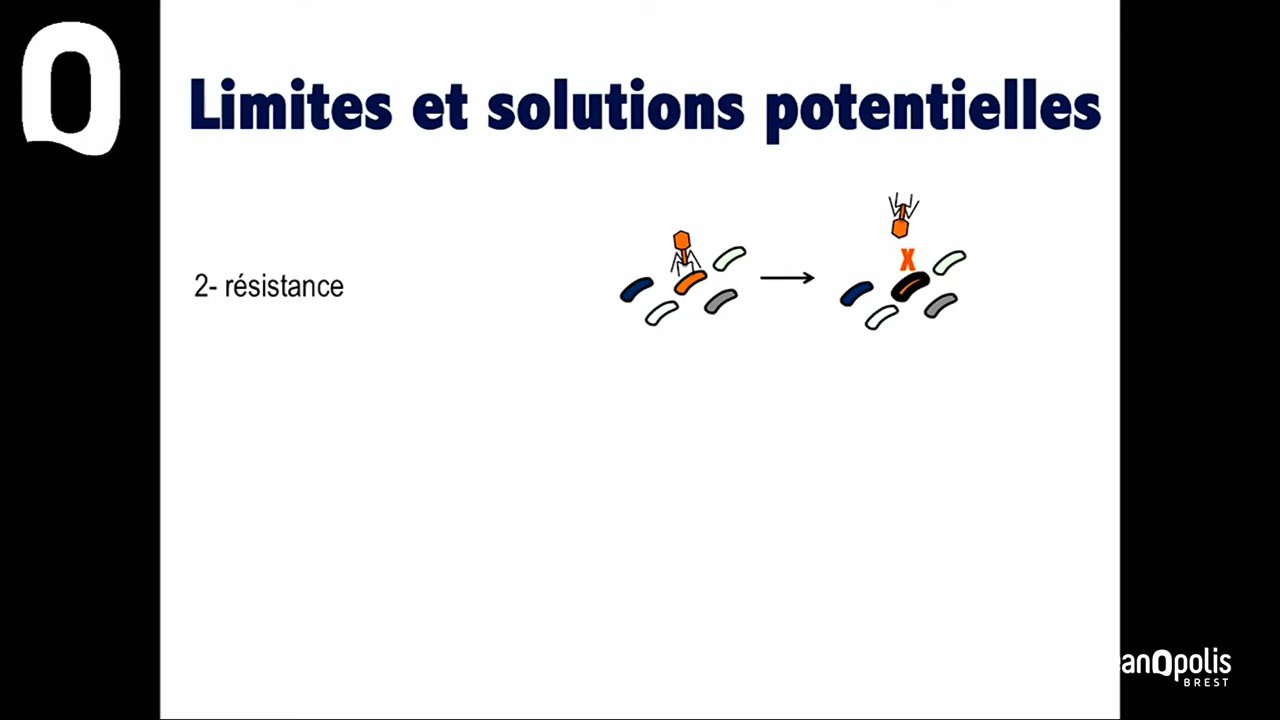 Limites et solutions potentielles
2- résistance
X
anOpolis
BREST